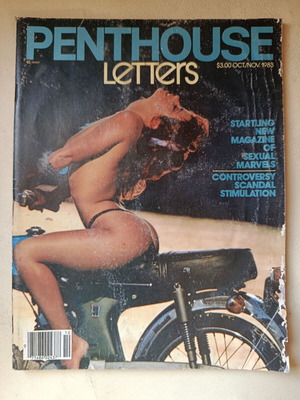 PENTHOUSE
LETTERS
$3.00 OCT/NOV. 1983
STARTLING
NEW
MAGAZINE
OF
SEXUAL
MARVELS
CONTROVERSY
SCANDAL
STIMULATION